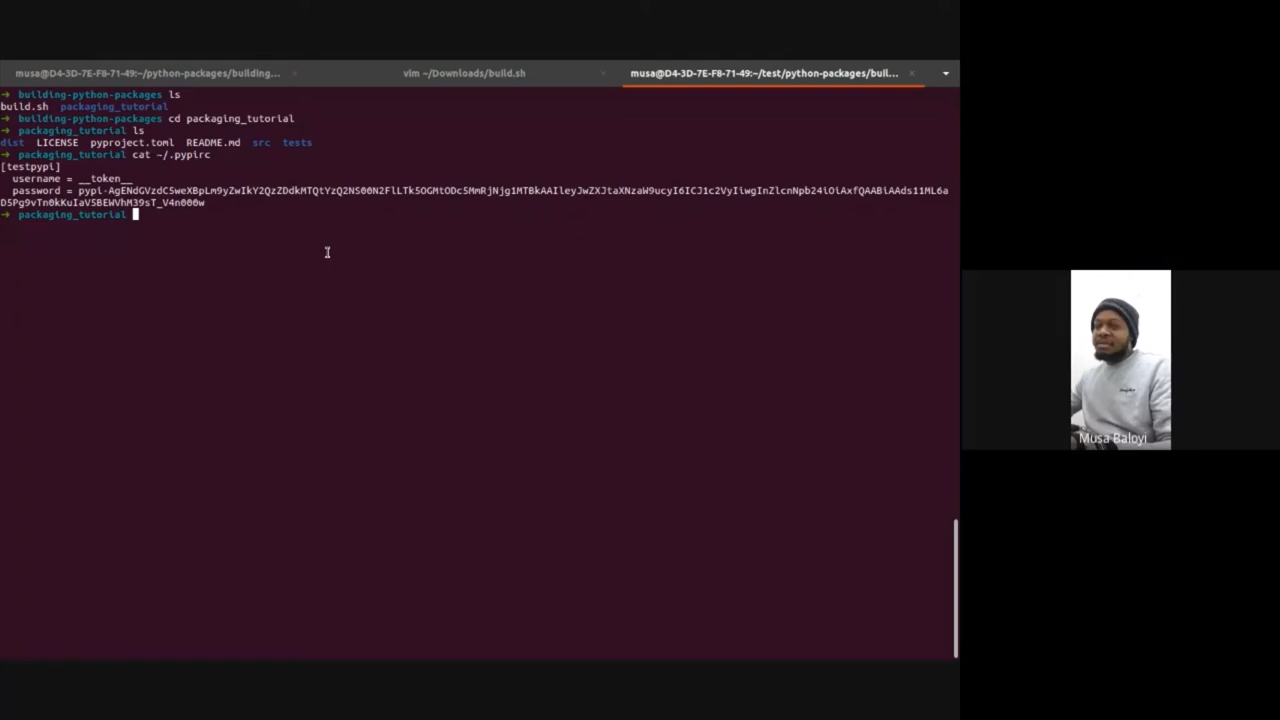 musa@D4-3D-7E-F8-71-49:~/python-packages/building...
vim ~/Downloads/build.sh
musa@D4-3D-7E-F8-71-49:~/test/python-packages/buil...
→ building-python-packages ls
build.sh packaging_tutorial
→ building-python-packages cd packaging_tutorial
→ packaging_tutorial ls
dist LICENSE pyproject.toml README.md src tests
→ packaging_tutorial cat ~/.pypirc
[testpypi]
username = __token__
password =
→ packaging_tutorial
Musa Baloyi